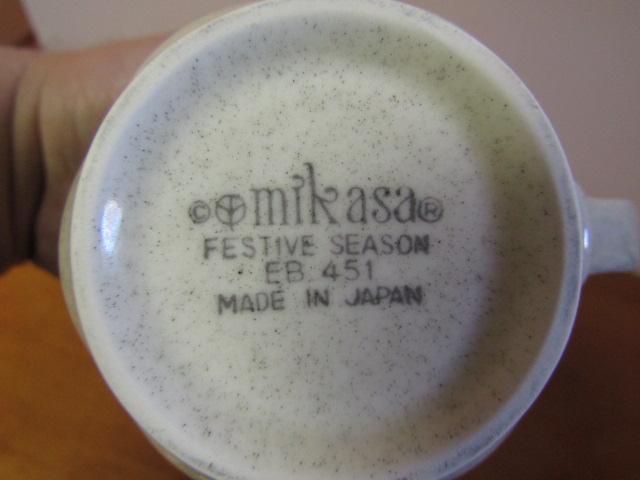 © mikasa®
FESTIVE SEASON
EB 451
MADE IN JAPAN